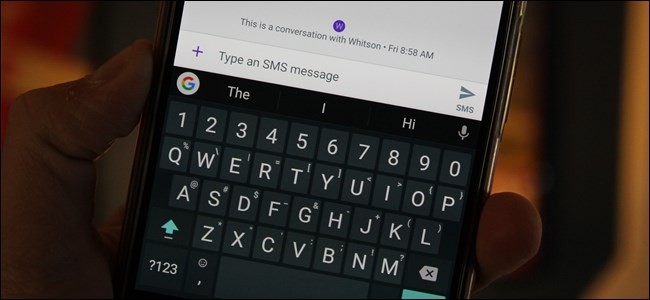 W
This is a conversation with Whitson • Fri 8:58 AM
+ Type an SMS message
SMS
G The I Hi
1 2 3 4 5 6 7 8 9 0
Q% W\ E| R= T[ Y] U< I> O{ P}
A@ S# D$ F- G& H- J+ K( L)
Z* X" C' V: B; N! M?
?123 ,